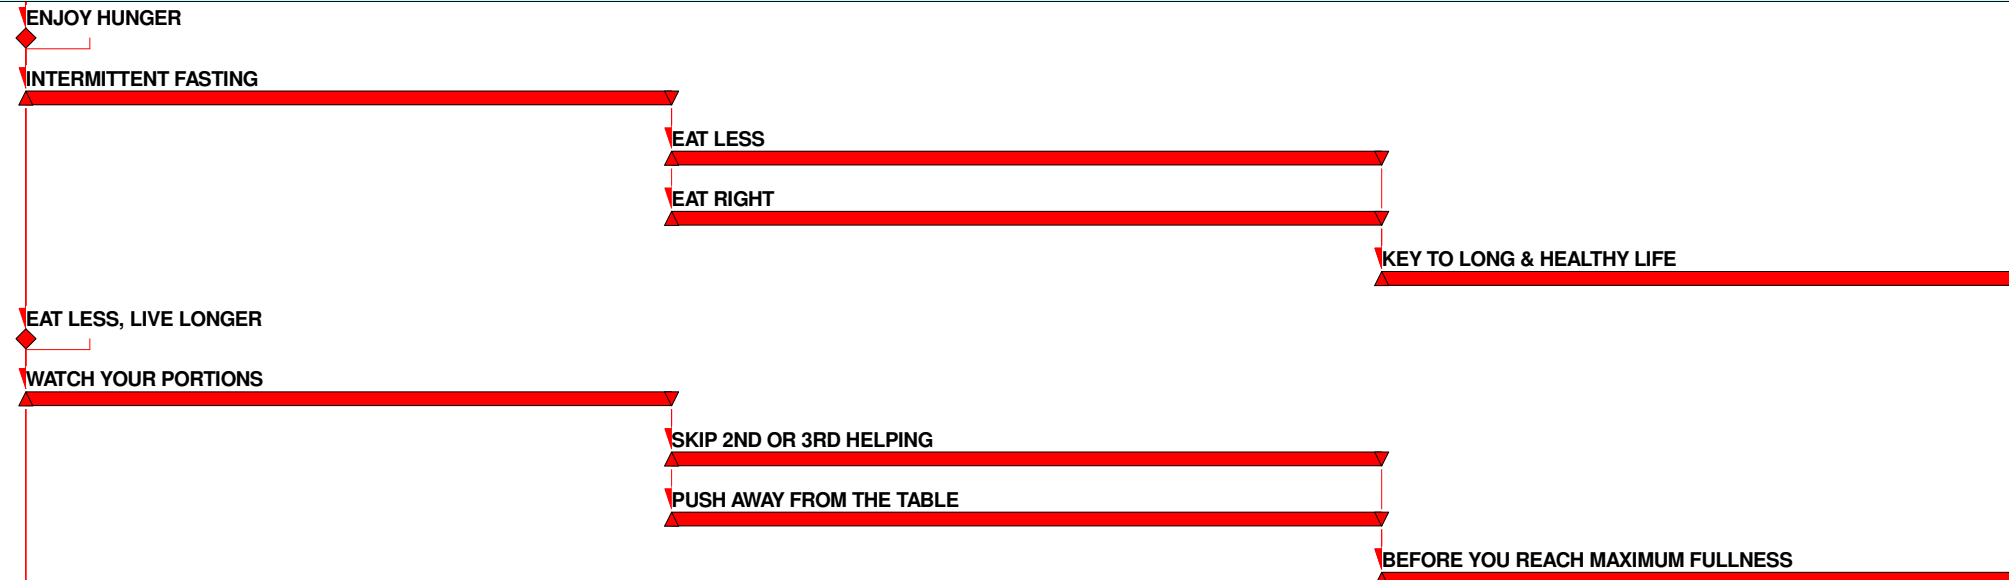 ENJOY HUNGER
INTERMITTENT FASTING
EAT LESS
EAT RIGHT
KEY TO LONG & HEALTHY LIFE
EAT LESS, LIVE LONGER
WATCH YOUR PORTIONS
SKIP 2ND OR 3RD HELPING
PUSH AWAY FROM THE TABLE
BEFORE YOU REACH MAXIMUM FULLNESS